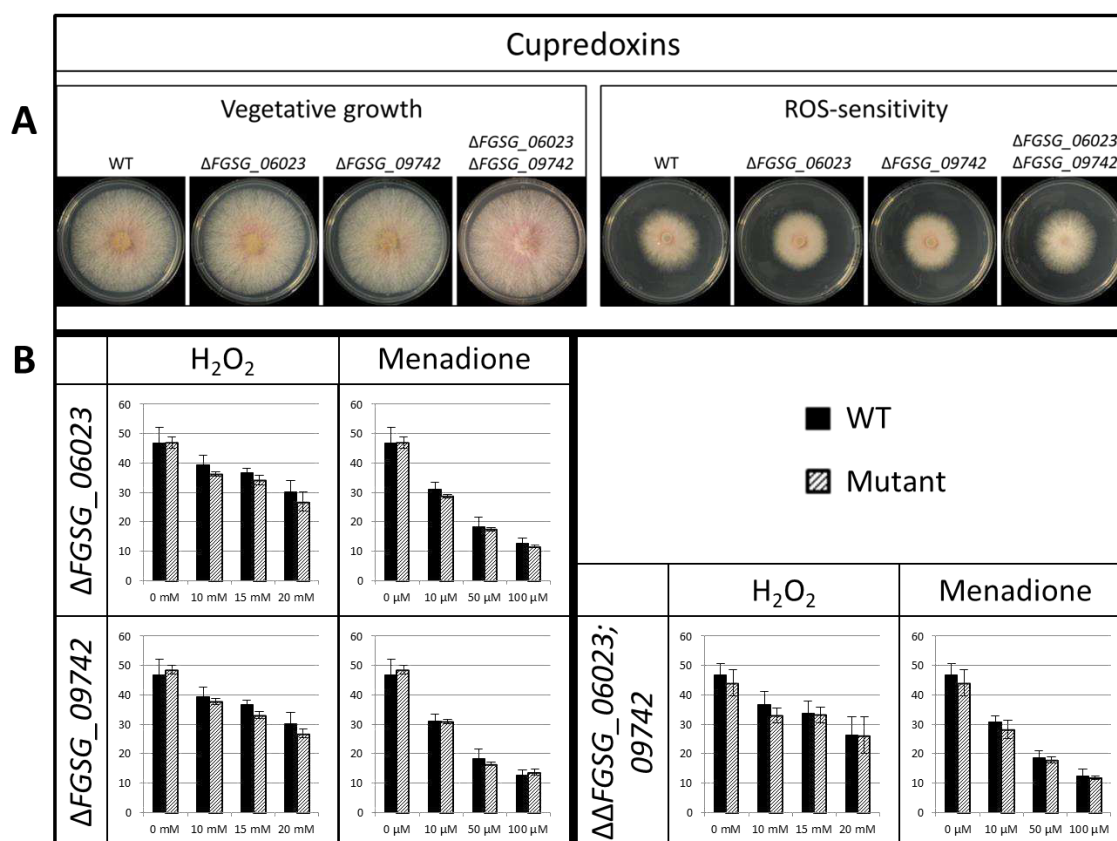 Cupredoxins
A
Vegetative growth
WT
ΔFGSG_06023
ΔFGSG_09742
ΔFGSG_06023
ΔFGSG_09742
ROS-sensitivity
WT
ΔFGSG_06023
ΔFGSG_09742
ΔFGSG_06023
ΔFGSG_09742
B
H₂O₂
Menadione
ΔFGSG_06023
60
50
40
30
20
10
0
0 mM 10 mM 15 mM 20 mM
60
50
40
30
20
10
0
0 µM 10 µM 50 µM 100 µM
WT
Mutant
ΔFGSG_09742
60
50
40
30
20
10
0
0 mM 10 mM 15 mM 20 mM
60
50
40
30
20
10
0
0 µM 10 µM 50 µM 100 µM
H₂O₂
Menadione
ΔΔFGSG_06023;
09742
60
50
40
30
20
10
0
0 mM 10 mM 15 mM 20 mM
60
50
40
30
20
10
0
0 µM 10 µM 50 µM 100 µM